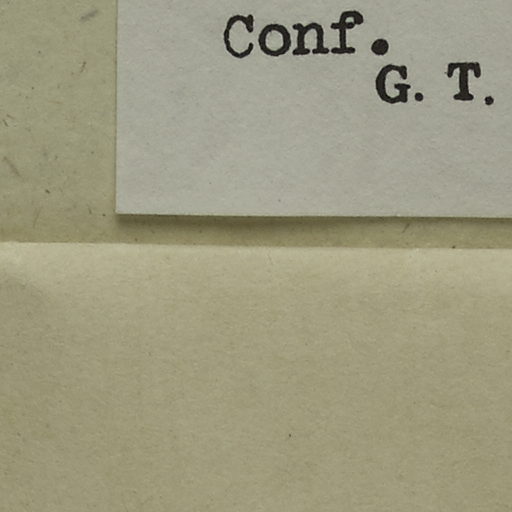 Conf.
G. T.